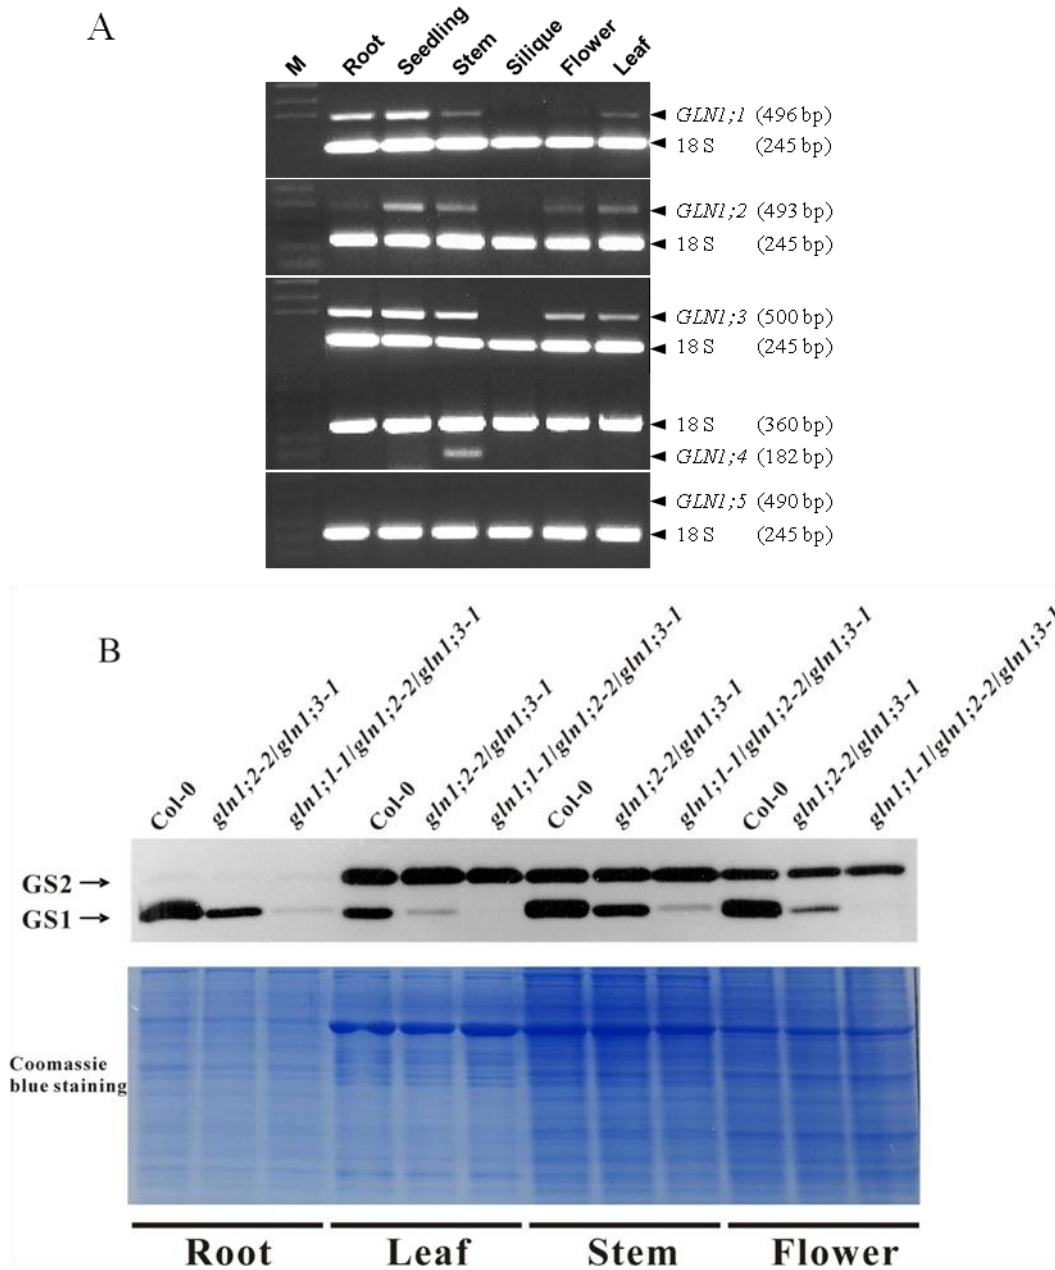 A
M Root Seedling Stem Silique Flower Leaf
GLN1;1 (496 bp)
18 S (245 bp)
GLN1;2 (493 bp)
18 S (245 bp)
GLN1;3 (500 bp)
18 S (245 bp)
18 S (360 bp)
GLN1;4 (182 bp)
GLN1;5 (490 bp)
18 S (245 bp)
B
Col-0
gln1;2-2/gln1;3-1
gln1;1-1/gln1;2-2/gln1;3-1
Col-0
gln1;2-2/gln1;3-1
gln1;1-1/gln1;2-2/gln1;3-1
Col-0
gln1;2-2/gln1;3-1
gln1;1-1/gln1;2-2/gln1;3-1
Col-0
gln1;2-2/gln1;3-1
gln1;1-1/gln1;2-2/gln1;3-1
GS2 →
GS1 →
Coomassie
blue staining
Root Leaf Stem Flower